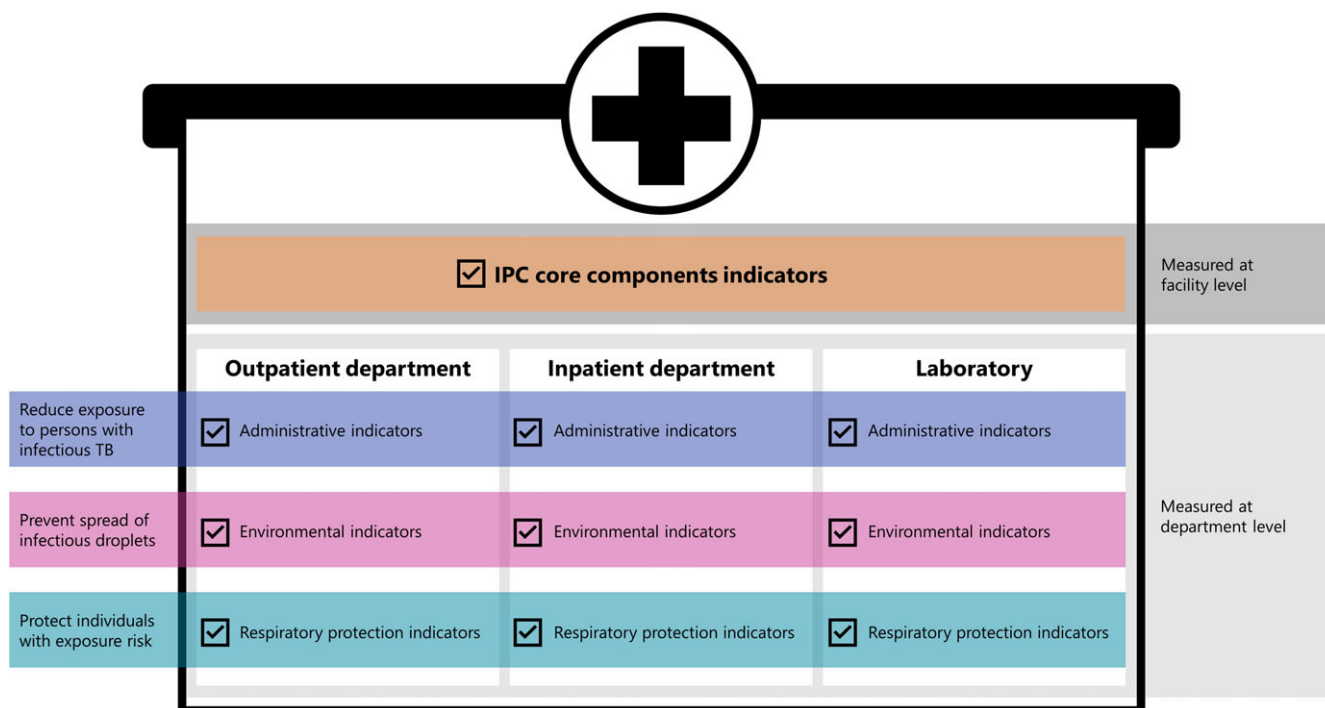 IPC core components indicators
Measured at
facility level
Outpatient department
Inpatient department
Laboratory
Reduce exposure
to persons with
infectious TB
Administrative indicators
Administrative indicators
Administrative indicators
Prevent spread of
infectious droplets
Environmental indicators
Environmental indicators
Environmental indicators
Measured at
department level
Protect individuals
with exposure risk
Respiratory protection indicators
Respiratory protection indicators
Respiratory protection indicators